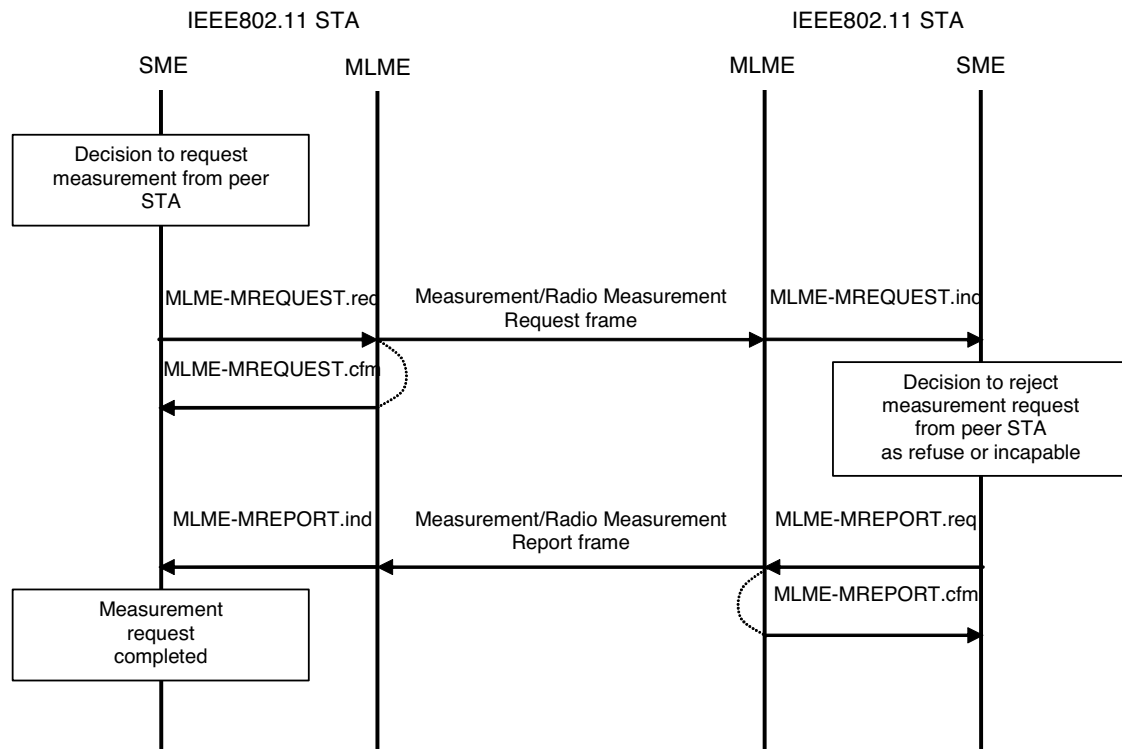 IEEE802.11 STA
IEEE802.11 STA
SME
MLME
MLME
SME
Decision to request
measurement from peer
STA
MLME-MREQUEST.req
Measurement/Radio Measurement
Request frame
MLME-MREQUEST.ind
MLME-MREQUEST.cfm
Decision to reject
measurement request
from peer STA
as refuse or incapable
MLME-MREPORT.ind
Measurement/Radio Measurement
Report frame
MLME-MREPORT.req
MLME-MREPORT.cfm
Measurement
request
completed